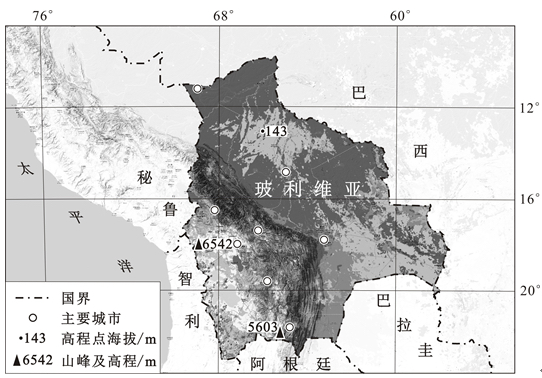 76°
68°
60°
12°
16°
20°
巴
西
143
玻利维亚
太
平
洋
秘
鲁
6542
智
利
5603
巴
拉
圭
阿根廷
国界
主要城市
143 高程点海拔/m
6542 山峰及高程/m